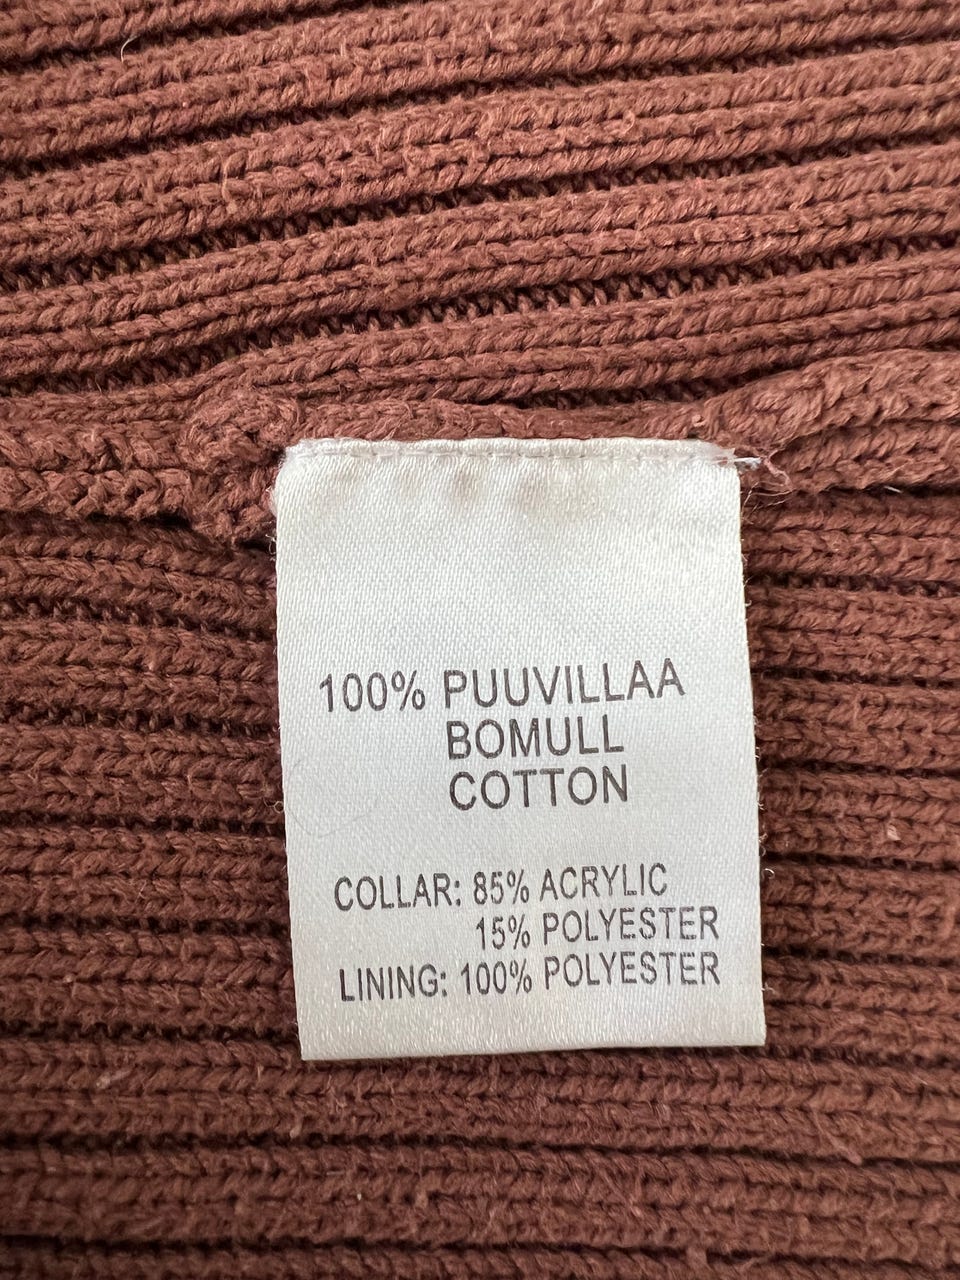 100% PUUVILLAA
BOMULL
COTTON
COLLAR: 85% ACRYLIC
15% POLYESTER
LINING: 100% POLYESTER